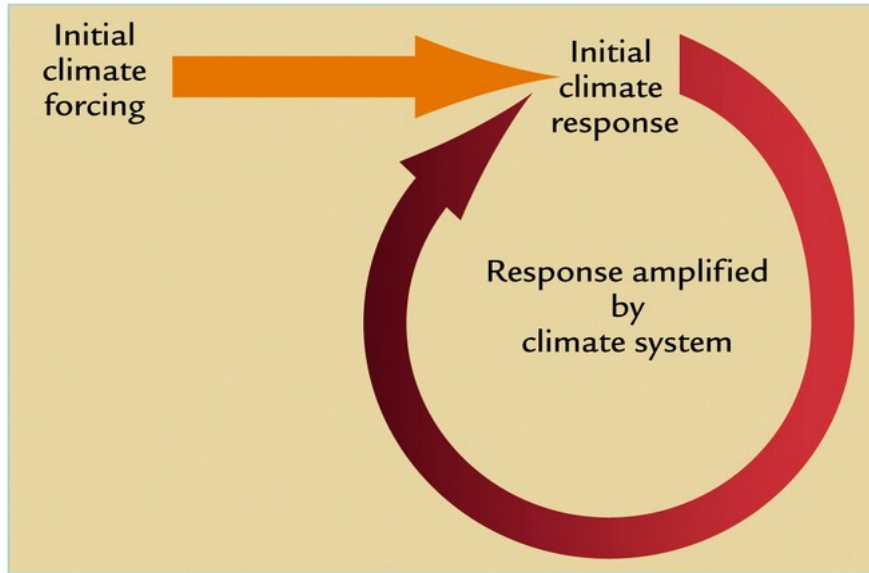 Initial
climate
forcing
Initial
climate
response
Response amplified
by
climate system